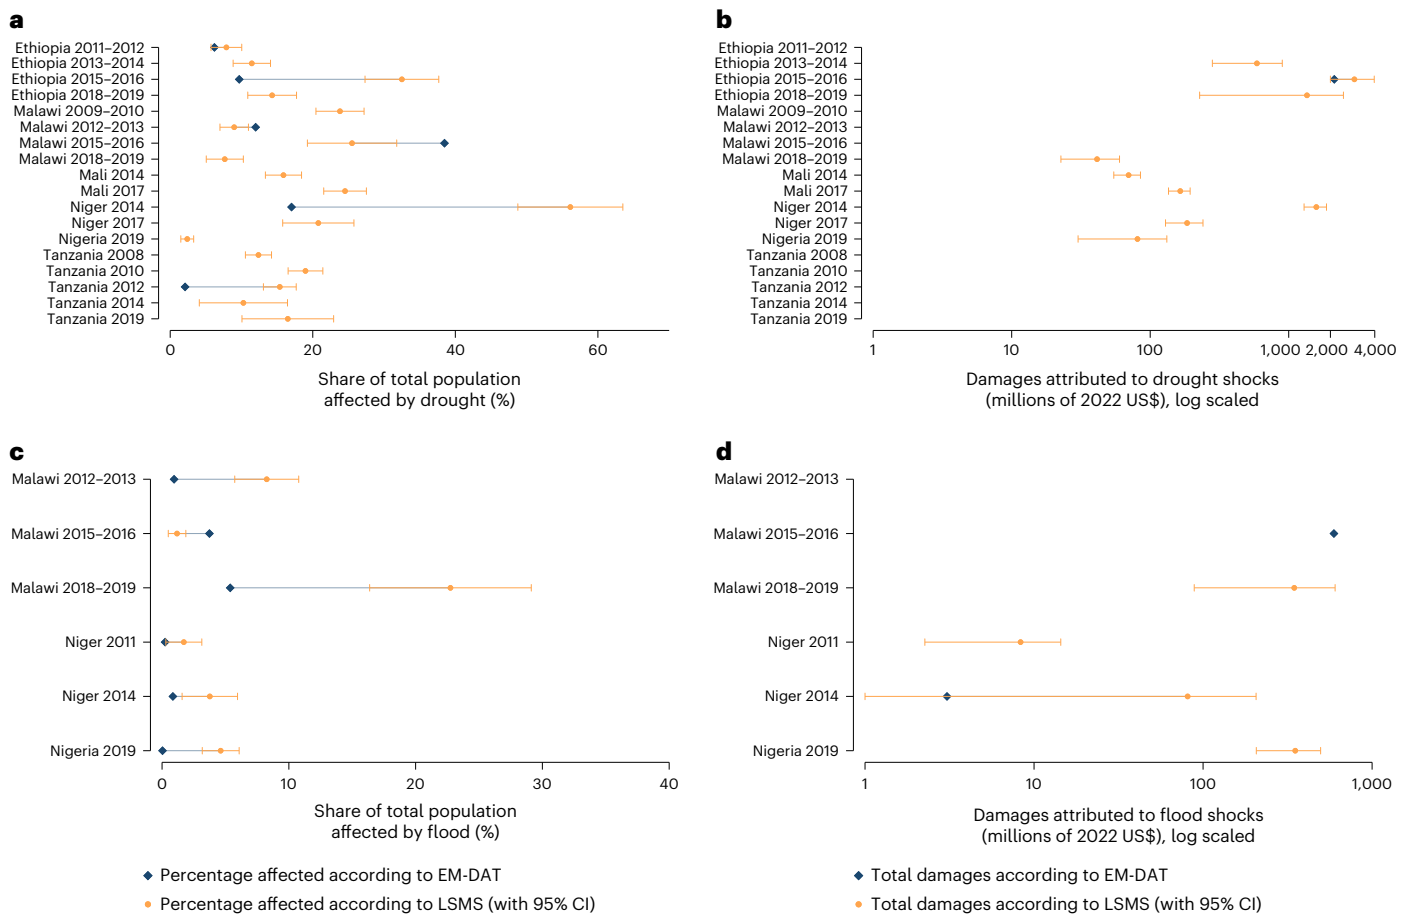 a
Ethiopia 2011–2012
Ethiopia 2013–2014
Ethiopia 2015–2016
Ethiopia 2018–2019
Malawi 2009–2010
Malawi 2012–2013
Malawi 2015–2016
Malawi 2018–2019
Mali 2014
Mali 2017
Niger 2014
Niger 2017
Nigeria 2019
Tanzania 2008
Tanzania 2010
Tanzania 2012
Tanzania 2014
Tanzania 2019
0 20 40 60
Share of total population
affected by drought (%)
b
Ethiopia 2011–2012
Ethiopia 2013–2014
Ethiopia 2015–2016
Ethiopia 2018–2019
Malawi 2009–2010
Malawi 2012–2013
Malawi 2015–2016
Malawi 2018–2019
Mali 2014
Mali 2017
Niger 2014
Niger 2017
Nigeria 2019
Tanzania 2008
Tanzania 2010
Tanzania 2012
Tanzania 2014
Tanzania 2019
1 10 100 1,000 2,000 4,000
Damages attributed to drought shocks
(millions of 2022 US$), log scaled
c
Malawi 2012–2013
Malawi 2015–2016
Malawi 2018–2019
Niger 2011
Niger 2014
Nigeria 2019
0 10 20 30 40
Share of total population
affected by flood (%)
Percentage affected according to EM-DAT
Percentage affected according to LSMS (with 95% CI)
d
Malawi 2012–2013
Malawi 2015–2016
Malawi 2018–2019
Niger 2011
Niger 2014
Nigeria 2019
1 10 100 1,000
Damages attributed to flood shocks
(millions of 2022 US$), log scaled
Total damages according to EM-DAT
Total damages according to LSMS (with 95% CI)